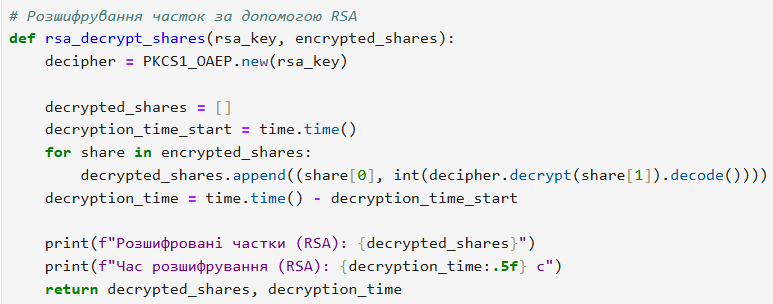 # Розшифрування часток за допомогою RSA
def rsa_decrypt_shares(rsa_key, encrypted_shares):
    decipher = PKCS1_OAEP.new(rsa_key)

    decrypted_shares = []
    decryption_time_start = time.time()
    for share in encrypted_shares:
        decrypted_shares.append((share[0], int(decipher.decrypt(share[1]).decode())))
    decryption_time = time.time() - decryption_time_start

    print(f"Розшифровані частки (RSA): {decrypted_shares}")
    print(f"Час розшифрування (RSA): {decryption_time:.5f} с")
    return decrypted_shares, decryption_time